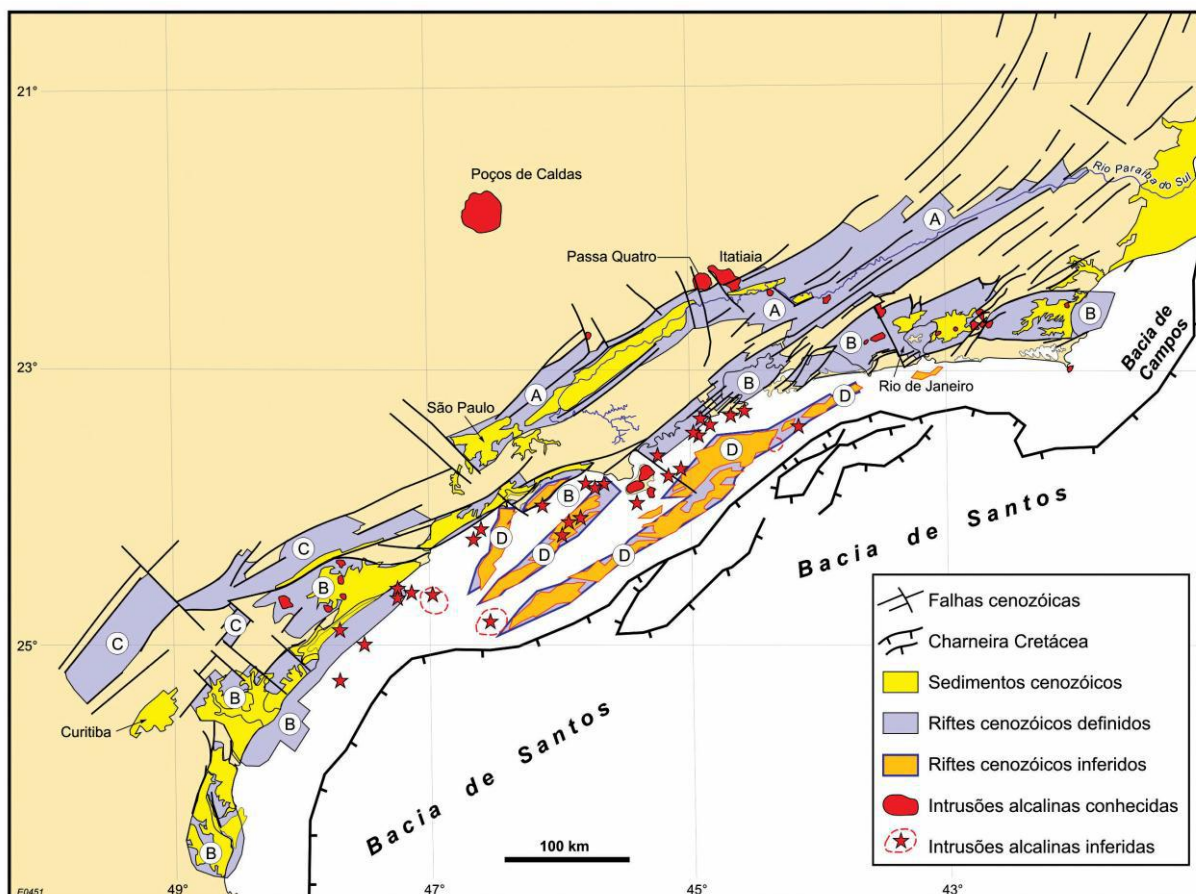 21°
Poços de Caldas
Rio Paraíba do Sul
A
Passa Quatro
Itatiaia
A
B
B
Bacia de
Campos
23°
B
Rio de Janeiro
A
D
São Paulo
D
B
Bacia de Santos
D
D
D
C
B
C
C
25°
B
B
Curitiba
Bacia de Santos
B
100 km
Falhas cenozóicas
Charneira Cretácea
Sedimentos cenozóicos
Riftes cenozóicos definidos
Riftes cenozóicos inferidos
Intrusões alcalinas conhecidas
Intrusões alcalinas inferidas
E0451
49°
47°
45°
43°